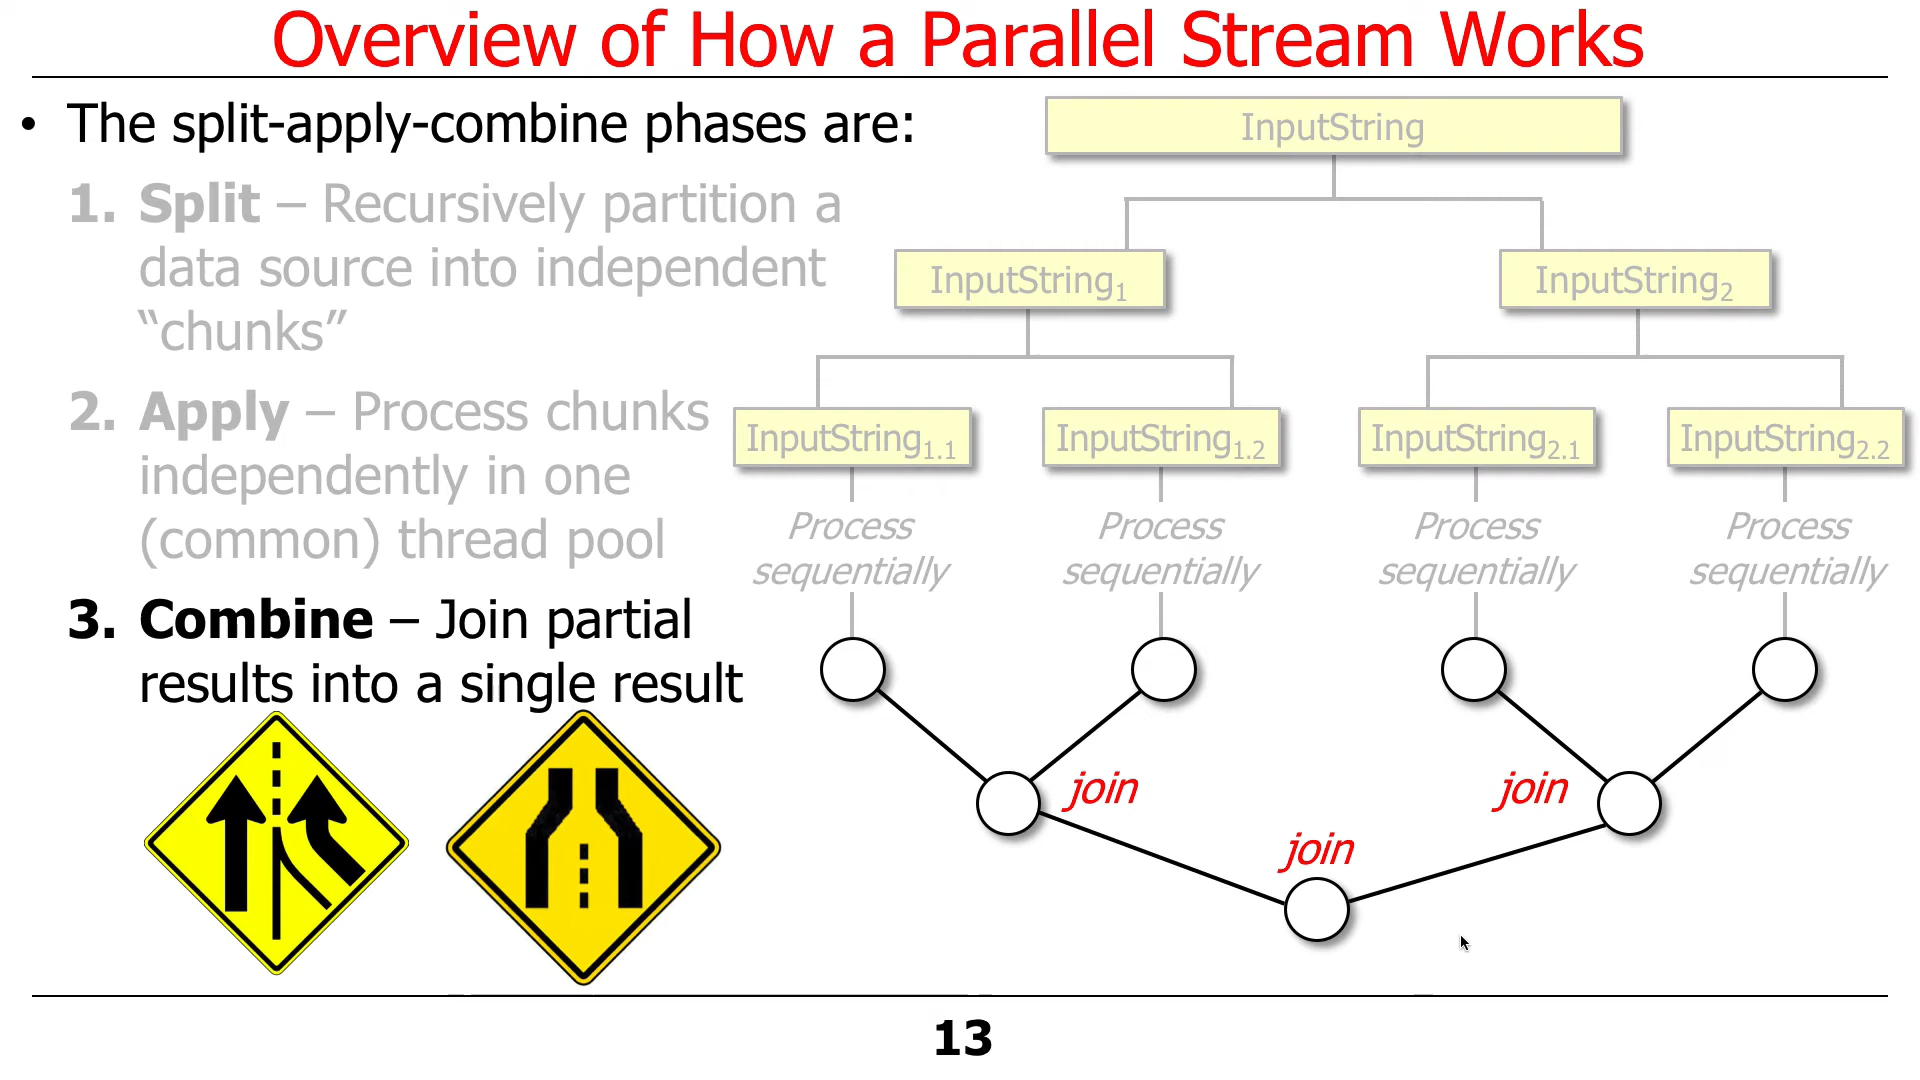 Overview of How a Parallel Stream Works
• The split-apply-combine phases are:
1. Split – Recursively partition a
data source into independent
“chunks”
2. Apply – Process chunks
independently in one
(common) thread pool
3. Combine – Join partial
results into a single result
InputString
InputString1
InputString2
InputString1.1
InputString1.2
InputString2.1
InputString2.2
Process
sequentially
Process
sequentially
Process
sequentially
Process
sequentially
join
join
join
13